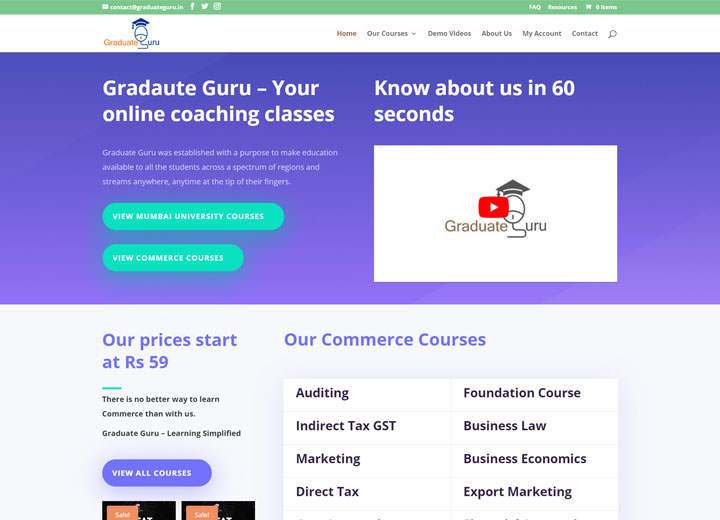 contact@graduateguru.in
FAQ Resources 0 Items
Graduate Guru
Home Our Courses Demo Videos About Us My Account Contact
Gradaute Guru – Your
online coaching classes
Graduate Guru was established with a purpose to make education
available to all the students across a spectrum of regions and
streams anywhere, anytime at the tip of their fingers.
VIEW MUMBAI UNIVERSITY COURSES
VIEW COMMERCE COURSES
Know about us in 60
seconds
Graduate Guru
Our prices start
at Rs 59
There is no better way to learn
Commerce than with us.
Graduate Guru – Learning Simplified
VIEW ALL COURSES
Sale! Sale!
Our Commerce Courses
Auditing Foundation Course
Indirect Tax GST Business Law
Marketing Business Economics
Direct Tax Export Marketing